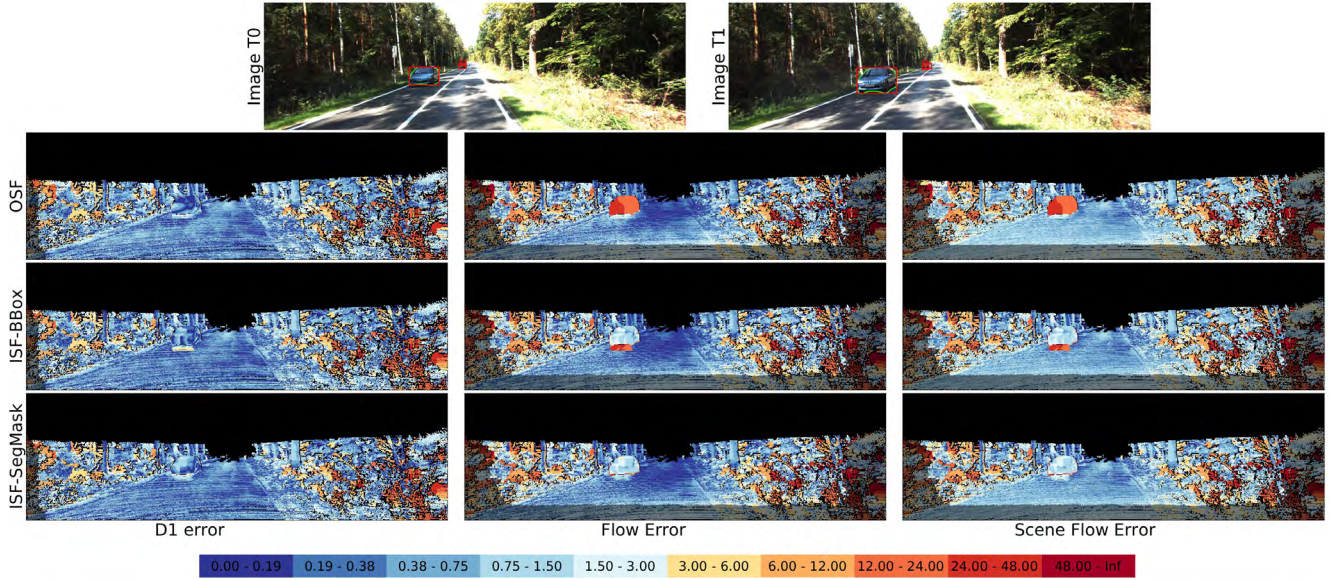 Image T0
Image T1
OSF
ISF-BBox
ISF-SegMask
D1 error
Flow Error
Scene Flow Error
0.00 - 0.19 0.19 - 0.38 0.38 - 0.75 0.75 - 1.50 1.50 - 3.00 3.00 - 6.00 6.00 - 12.00 12.00 - 24.00 24.00 - 48.00 48.00 - Inf